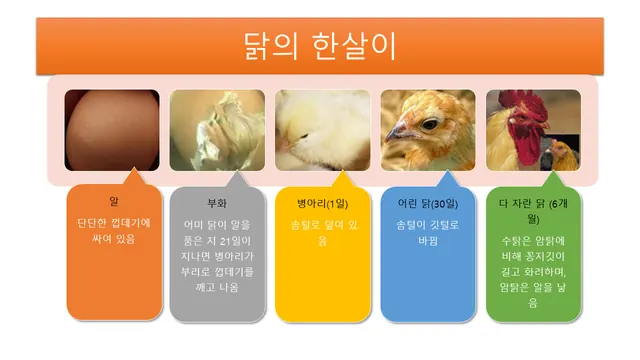 닭의 한살이
알
단단한 껍데기에
싸여 있음
부화
어미 닭이 알을
품은 지 21일이
지나면 병아리가
부리로 껍데기를
깨고 나옴
병아리(1일)
솜털로 덮여 있
음
어린 닭(30일)
솜털이 깃털로
바뀜
다 자란 닭 (6개
월)
수탉은 암탉에
비해 꽁지깃이
길고 화려하며,
암탉은 알을 낳
음